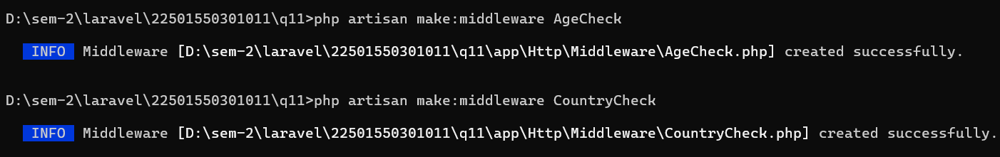 D:\sem-2\laravel\22501550301011\q11>php artisan make:middleware AgeCheck
INFO Middleware [D:\sem-2\laravel\22501550301011\q11\app\Http\Middleware\AgeCheck.php] created successfully.
D:\sem-2\laravel\22501550301011\q11>php artisan make:middleware CountryCheck
INFO Middleware [D:\sem-2\laravel\22501550301011\q11\app\Http\Middleware\CountryCheck.php] created successfully.